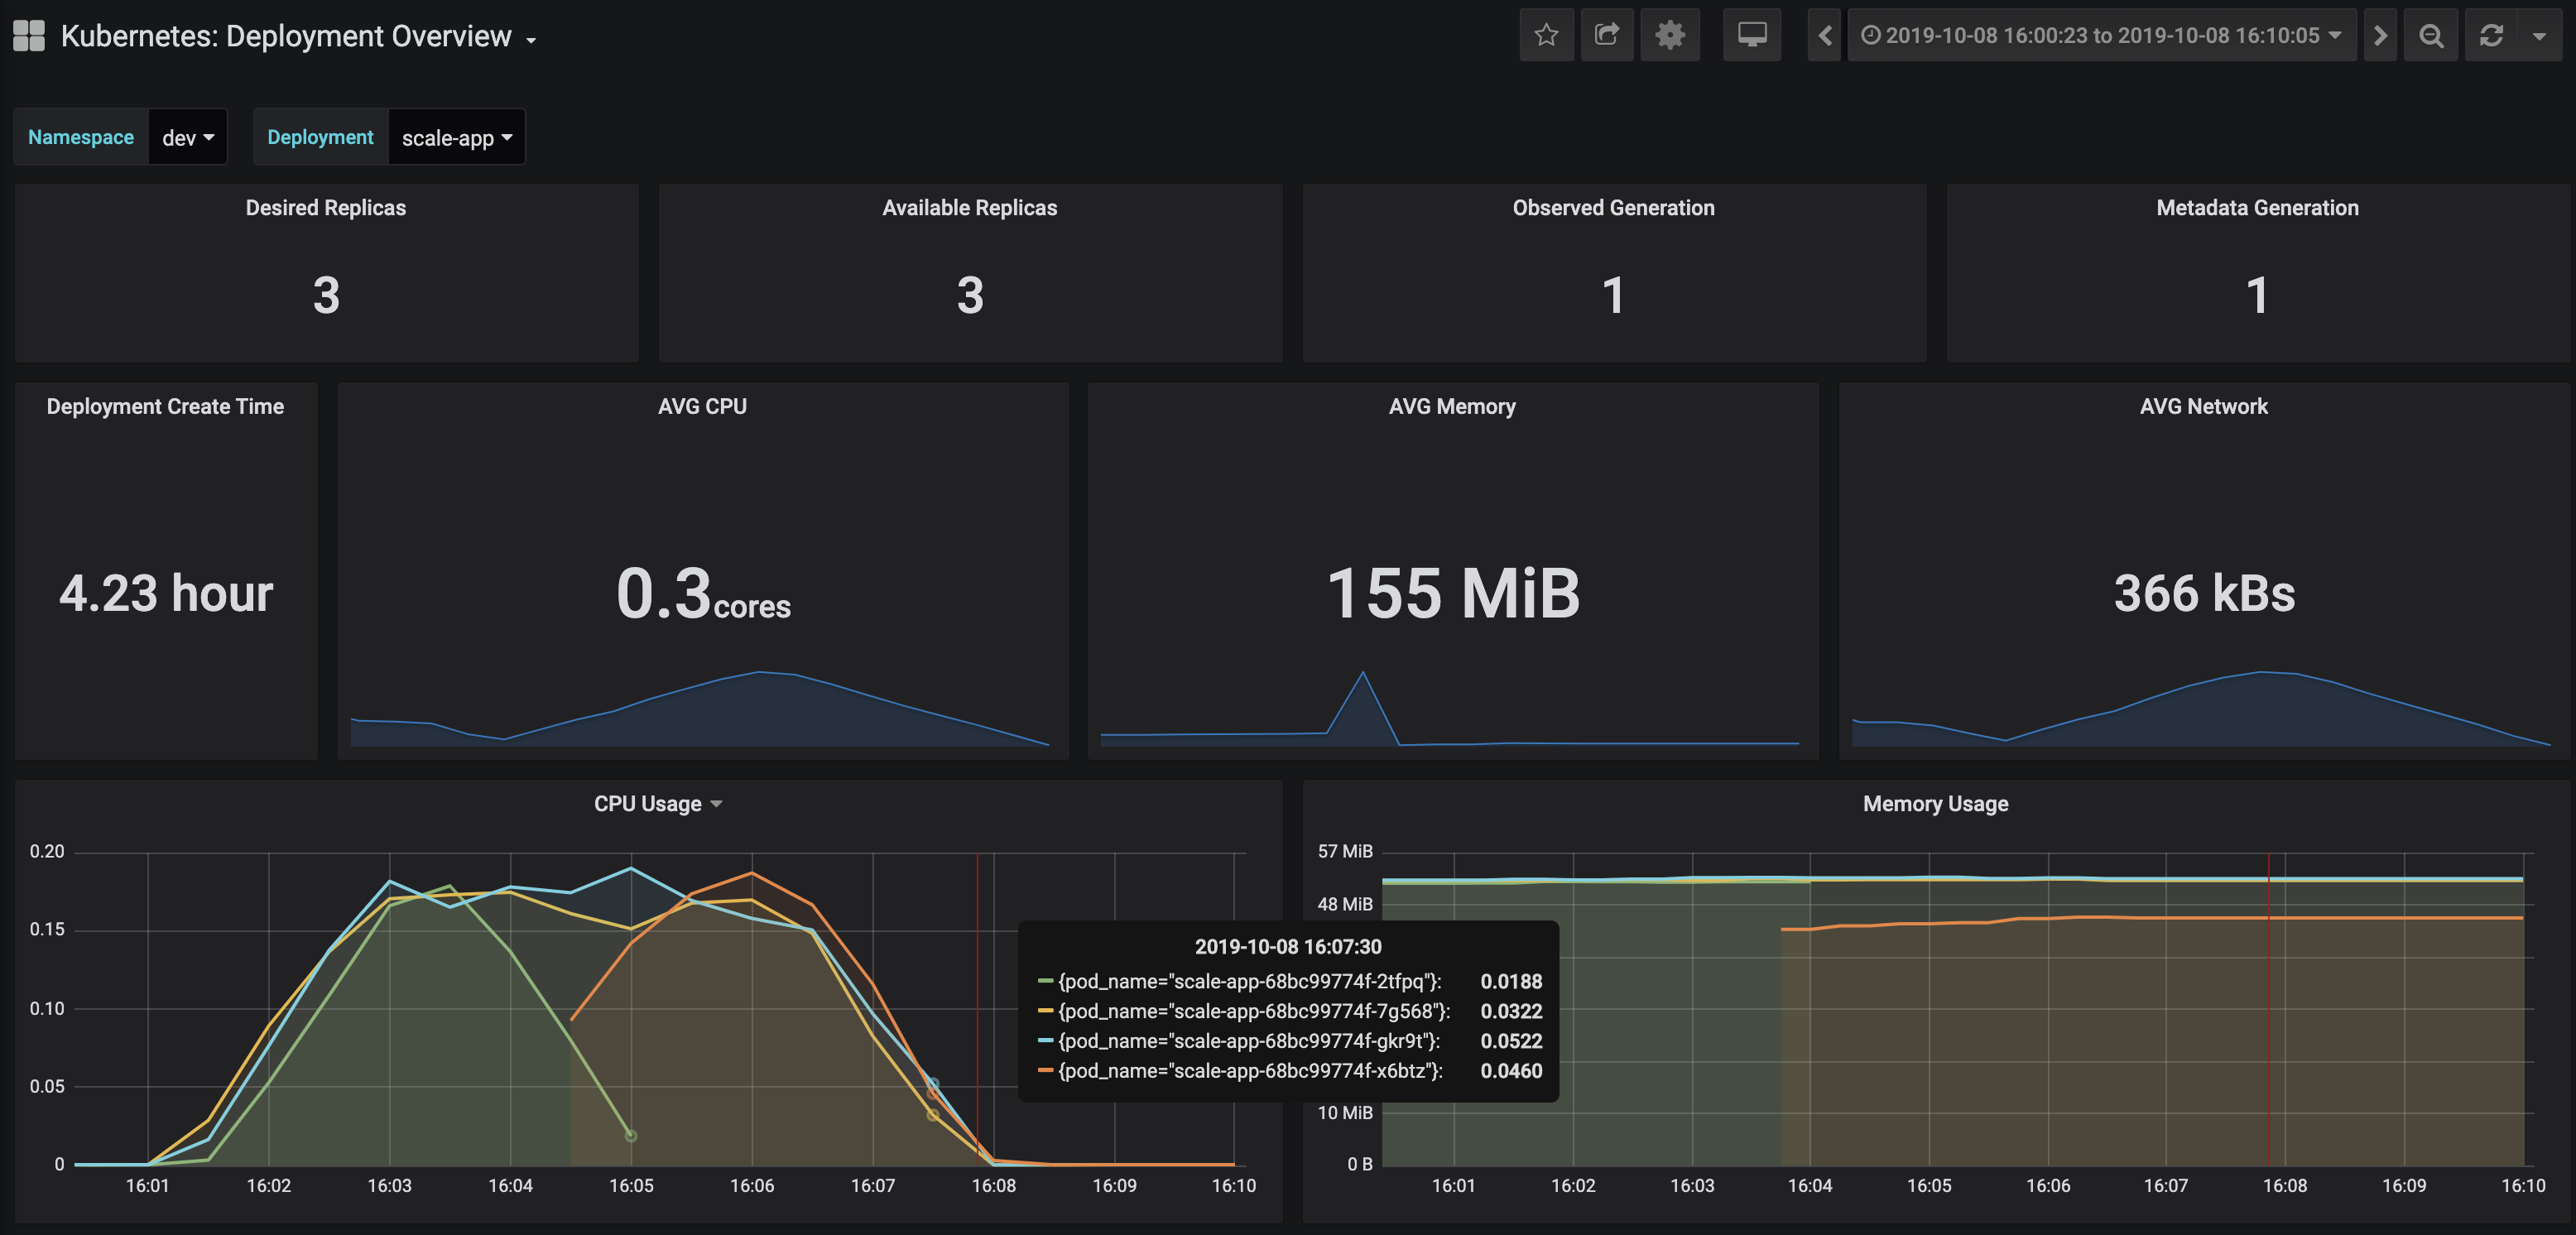 Kubernetes: Deployment Overview
2019-10-08 16:00:23 to 2019-10-08 16:10:05
Namespace dev Deployment scale-app
Desired Replicas
3
Available Replicas
3
Observed Generation
1
Metadata Generation
1
Deployment Create Time
4.23 hour
AVG CPU
0.3cores
AVG Memory
155 MiB
AVG Network
366 kBs
CPU Usage
0.20
0.15
0.10
0.05
0
16:01 16:02 16:03 16:04 16:05 16:06 16:07 16:08 16:09 16:10
2019-10-08 16:07:30
{pod_name="scale-app-68bc99774f-2tfpq"}: 0.0188
{pod_name="scale-app-68bc99774f-7g568"}: 0.0322
{pod_name="scale-app-68bc99774f-gkr9t"}: 0.0522
{pod_name="scale-app-68bc99774f-x6btz"}: 0.0460
Memory Usage
57 MiB
48 MiB
10 MiB
0 B
16:01 16:02 16:03 16:04 16:05 16:06 16:07 16:08 16:09 16:10